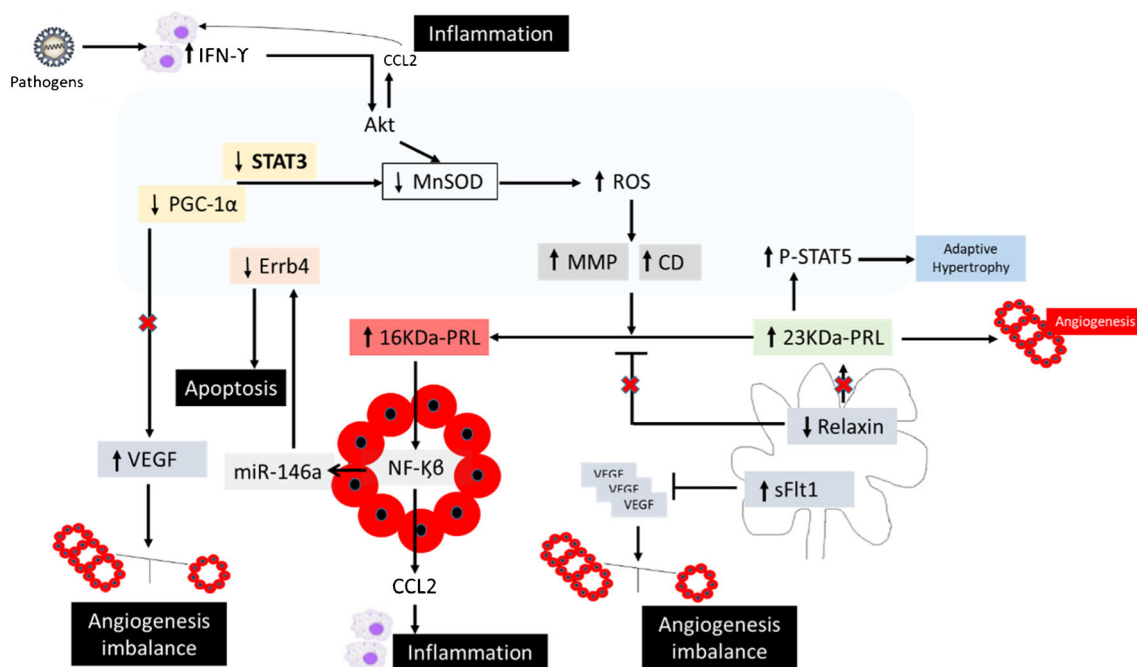 Inflammation
CCL2
↑ IFN-ϒ
Pathogens
Akt
↓ STAT3
↓ MnSOD
↑ ROS
↓ PGC-1α
↑ MMP
↑ CD
↑ P-STAT5
Adaptive
Hypertrophy
↓ Errb4
↑ 16KDa-PRL
↑ 23KDa-PRL
Angiogenesis
Apoptosis
↓ Relaxin
↑ VEGF
miR-146a
NF-Ķβ
VEGF
VEGF
VEGF
↑ sFlt1
CCL2
Angiogenesis
imbalance
Inflammation
Angiogenesis
imbalance